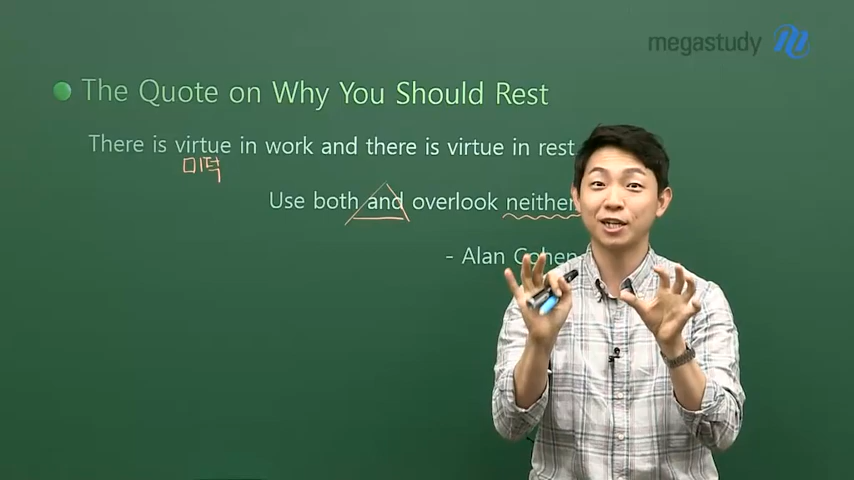 megastudy
The Quote on Why You Should Rest
There is virtue in work and there is virtue in rest
미덕
Use both and overlook neither
- Alan Cohen